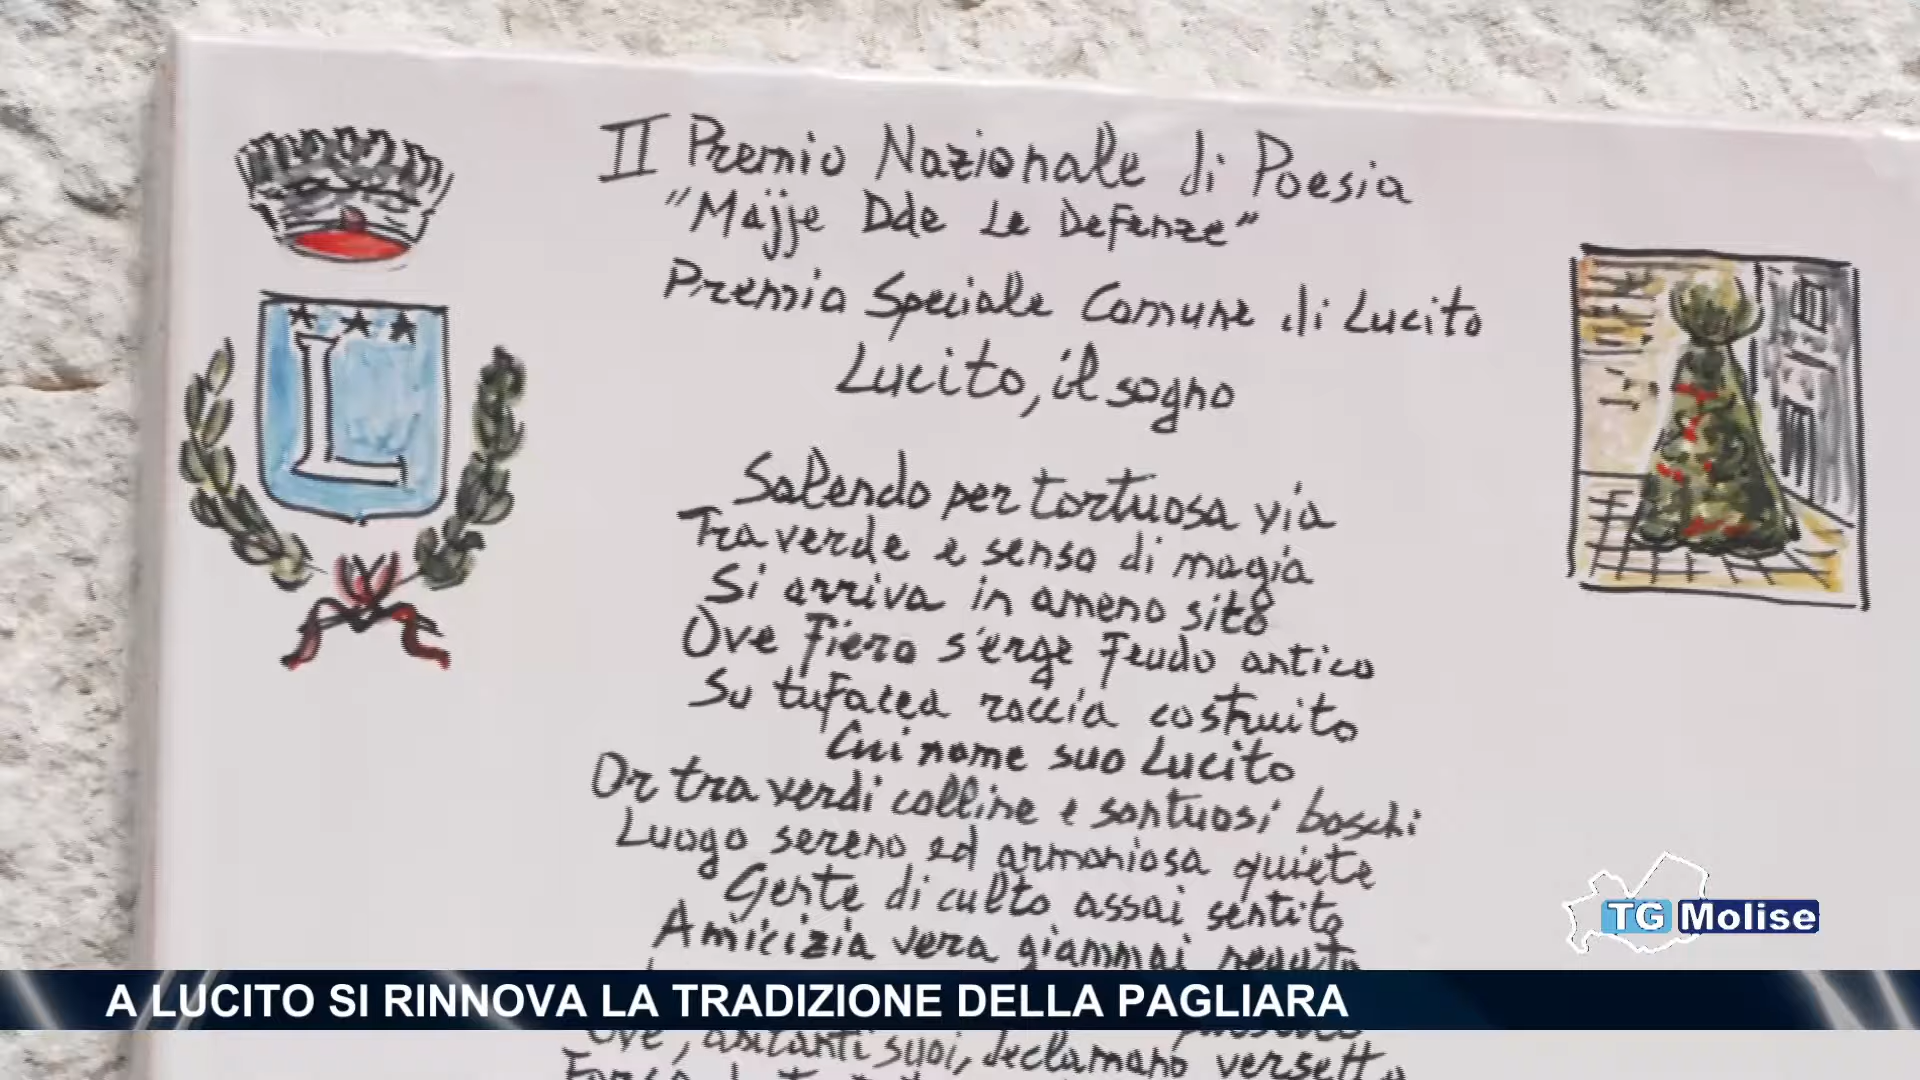 II Premio Nazionale di Poesia
"Majje Dde Le Defenze"
Premio Speciale Comune di Lucito
Lucito, il sogno
Salendo per tortuosa via
Tra verde e senso di magia
Si arriva in ameno sito
Ove fiero s'erge feudo antico
Su tufacea roccia costruito
Cui nome suo Lucito
Or tra verdi colline e sontuosi boschi
Luogo sereno ed armoniosa quiete
Gente di culto assai sentito
Amicizia vera giammai
Ove, abitanti suoi, declamano
L
TG Molise
A LUCITO SI RINNOVA LA TRADIZIONE DELLA PAGLIARA